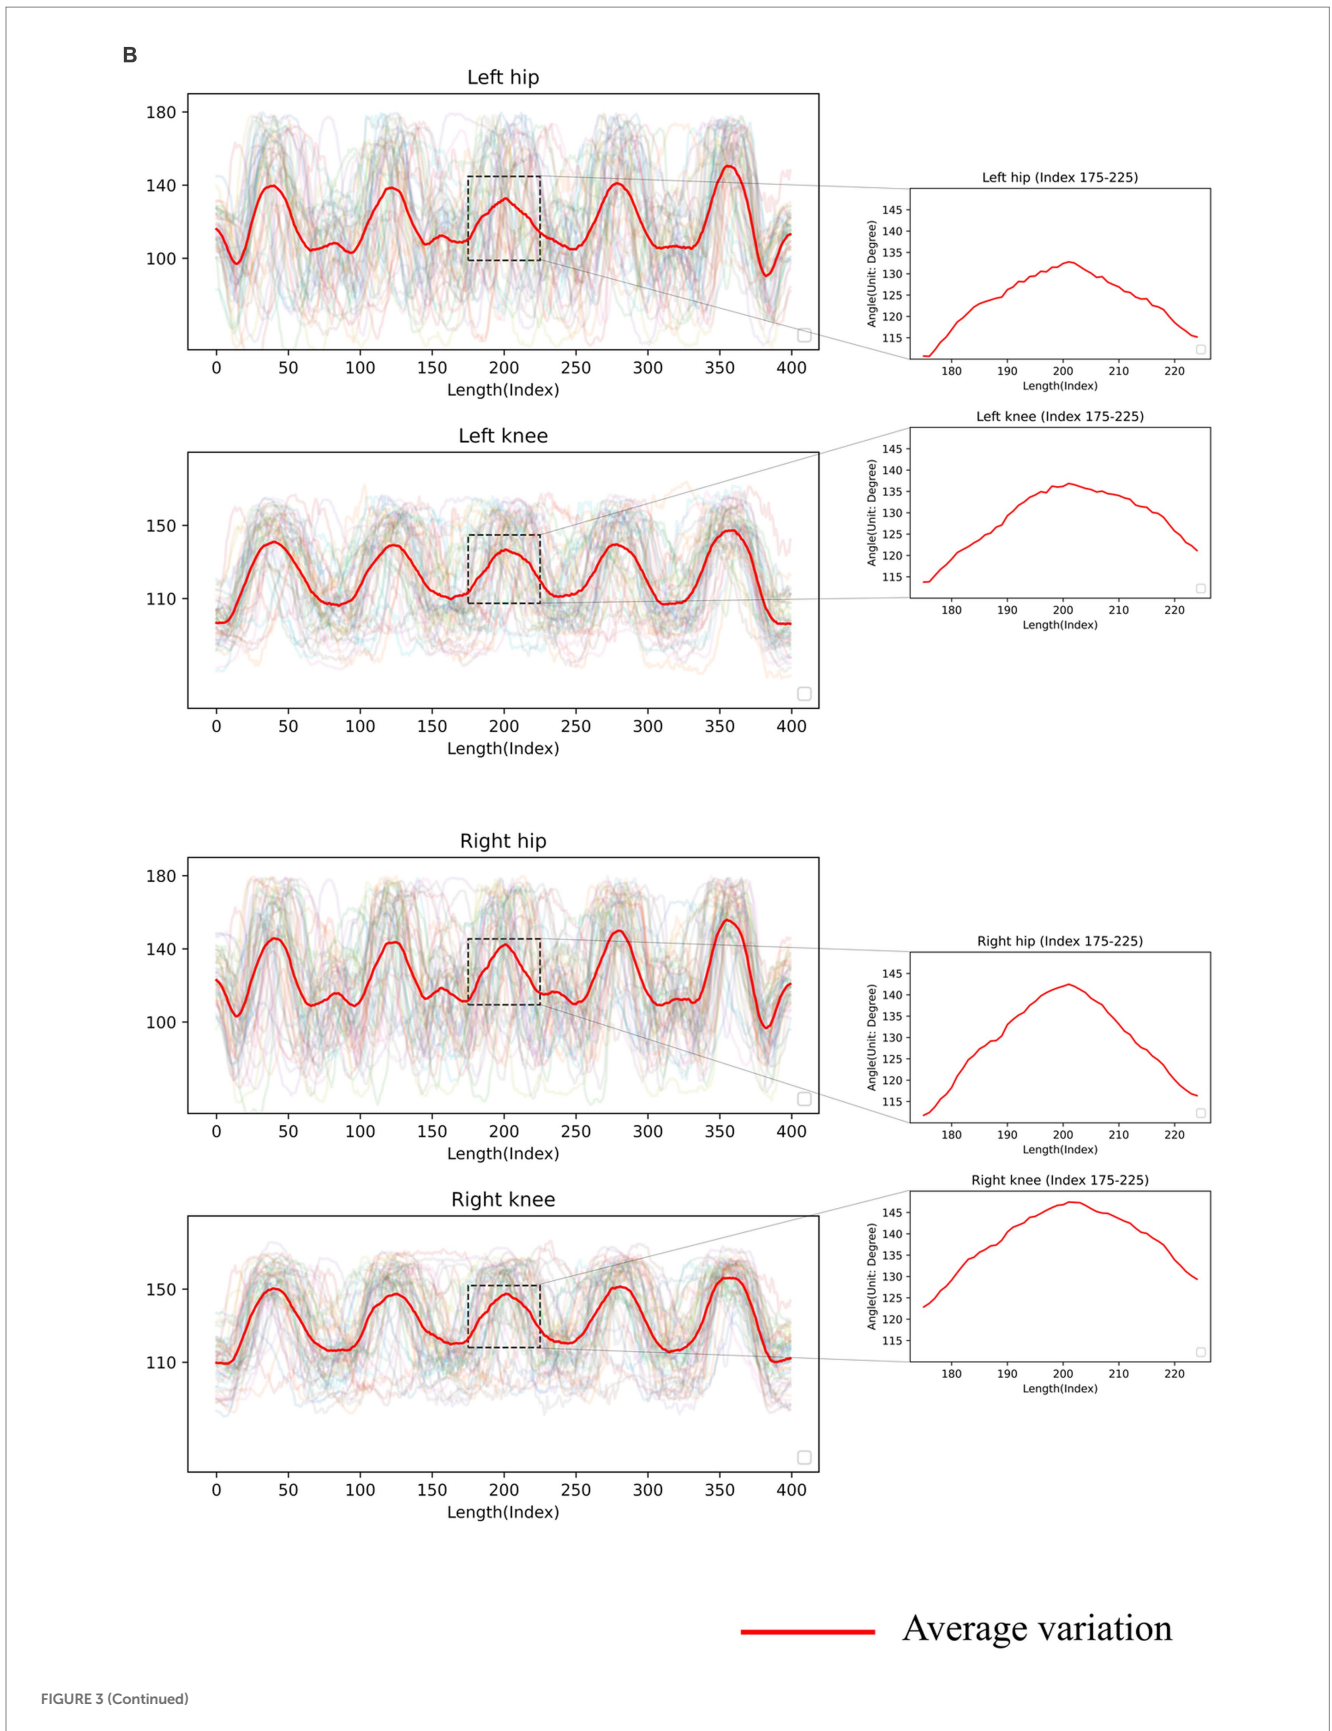 B
Left hip
180
140
100
0 50 100 150 200 250 300 350 400
Length(Index)
Left hip (Index 175-225)
Angle(Unit: Degree)
145
140
135
130
125
120
115
180 190 200 210 220
Length(Index)
Left knee
150
110
0 50 100 150 200 250 300 350 400
Length(Index)
Left knee (Index 175-225)
Angle(Unit: Degree)
145
140
135
130
125
120
115
180 190 200 210 220
Length(Index)
Right hip
180
140
100
0 50 100 150 200 250 300 350 400
Length(Index)
Right hip (Index 175-225)
Angle(Unit: Degree)
145
140
135
130
125
120
115
180 190 200 210 220
Length(Index)
Right knee
150
110
0 50 100 150 200 250 300 350 400
Length(Index)
Right knee (Index 175-225)
Angle(Unit: Degree)
145
140
135
130
125
120
115
180 190 200 210 220
Length(Index)
Average variation
FIGURE 3 (Continued)